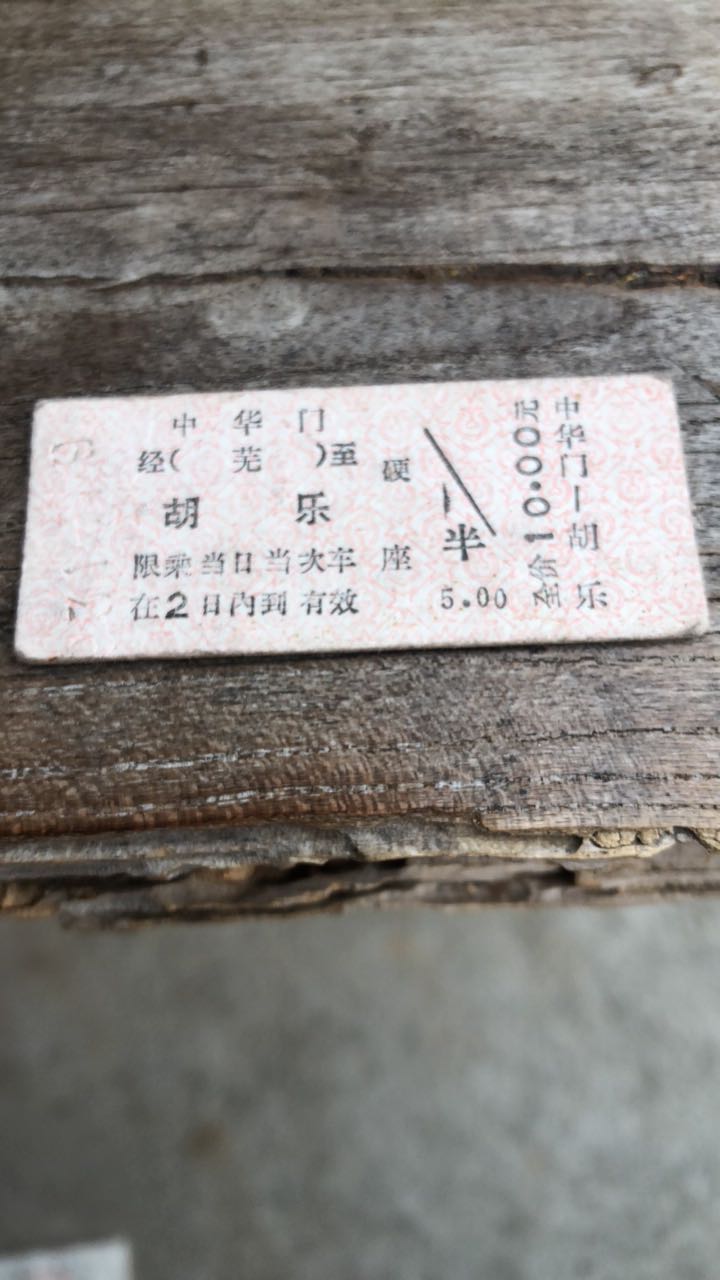 中华门
经(芜)至
胡乐
限乘当日当次车
在2日内到有效
硬座
半
5.00
全价10.00元
中华门—胡乐